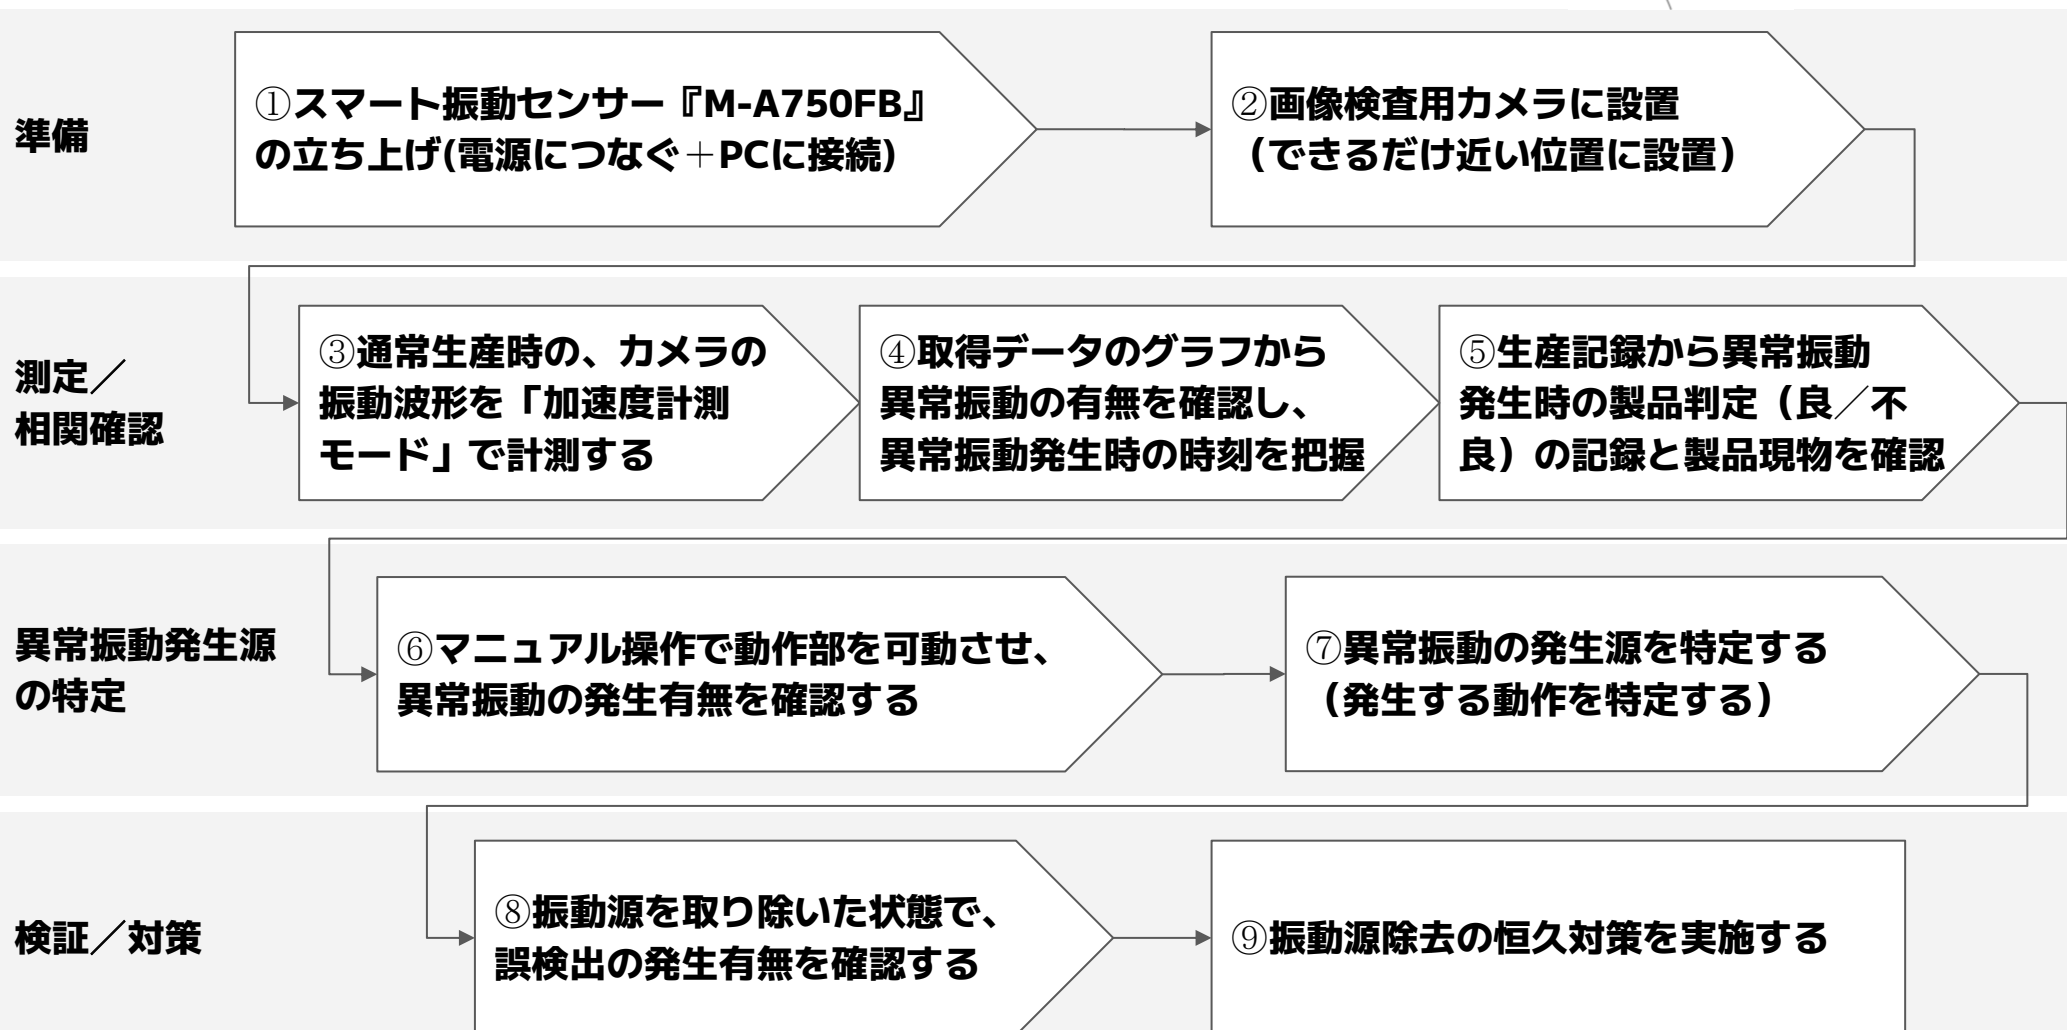 準備
①スマート振動センサー『M-A750FB』
の立ち上げ(電源につなぐ＋PCに接続)
②画像検査用カメラに設置
（できるだけ近い位置に設置）
測定／
相関確認
③通常生産時の、カメラの
振動波形を「加速度計測
モード」で計測する
④取得データのグラフから
異常振動の有無を確認し、
異常振動発生時の時刻を把握
⑤生産記録から異常振動
発生時の製品判定（良／不
良）の記録と製品現物を確認
異常振動発生源
の特定
⑥マニュアル操作で動作部を可動させ、
異常振動の発生有無を確認する
⑦異常振動の発生源を特定する
（発生する動作を特定する）
検証／対策
⑧振動源を取り除いた状態で、
誤検出の発生有無を確認する
⑨振動源除去の恒久対策を実施する